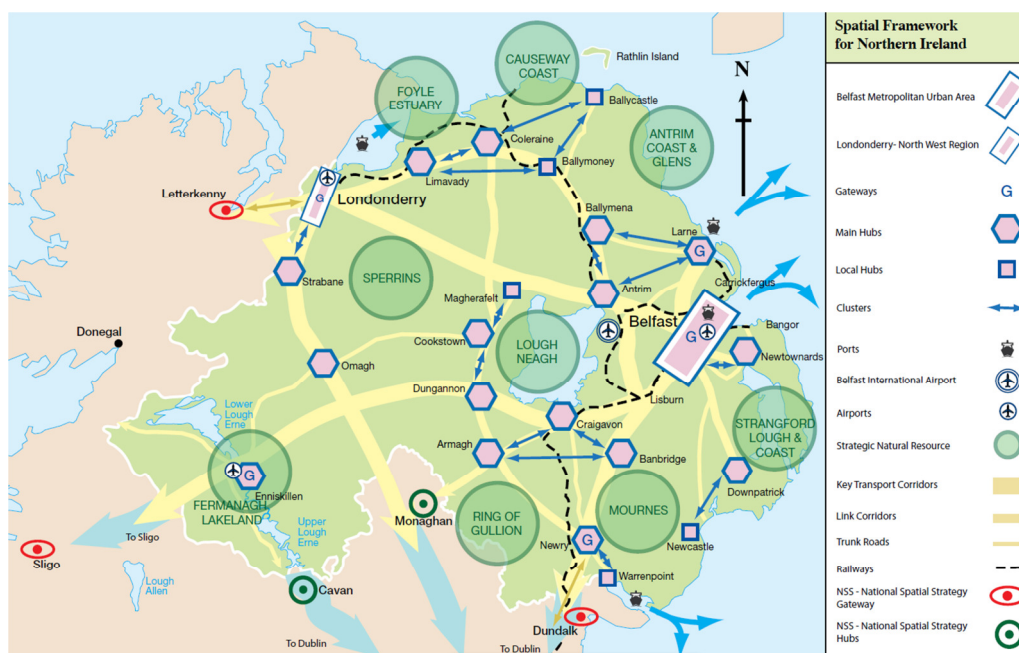 Rathlin Island
CAUSEWAY
COAST
FOYLE
ESTUARY
Ballycastle
N
Coleraine
ANTRIM
COAST &
GLENS
Limavady
Ballymoney
Letterkenny
G
Londonderry
Ballymena
Larne
G
Strabane
SPERRINS
Magherafelt
Antrim
Carrickfergus
Belfast
G
Bangor
Donegal
Cookstown
LOUGH
NEAGH
Newtownards
Omagh
Dungannon
Lisburn
Lower
Lough
Erne
Craigavon
STRANGFORD
LOUGH &
COAST
Armagh
Banbridge
G
Enniskillen
Downpatrick
FERMANAGH
LAKELAND
Monaghan
RING OF
GULLION
MOURNES
Upper
Lough
Erne
To Sligo
Newry
G
Newcastle
Sligo
Lough
Allen
Cavan
Warrenpoint
Dundalk
To Dublin
To Dublin
To Dublin
Spatial Framework
for Northern Ireland
Belfast Metropolitan Urban Area
Londonderry- North West Region
Gateways
G
Main Hubs
Local Hubs
Clusters
Ports
Belfast International Airport
Airports
Strategic Natural Resource
Key Transport Corridors
Link Corridors
Trunk Roads
Railways
NSS - National Spatial Strategy
Gateway
NSS - National Spatial Strategy
Hubs